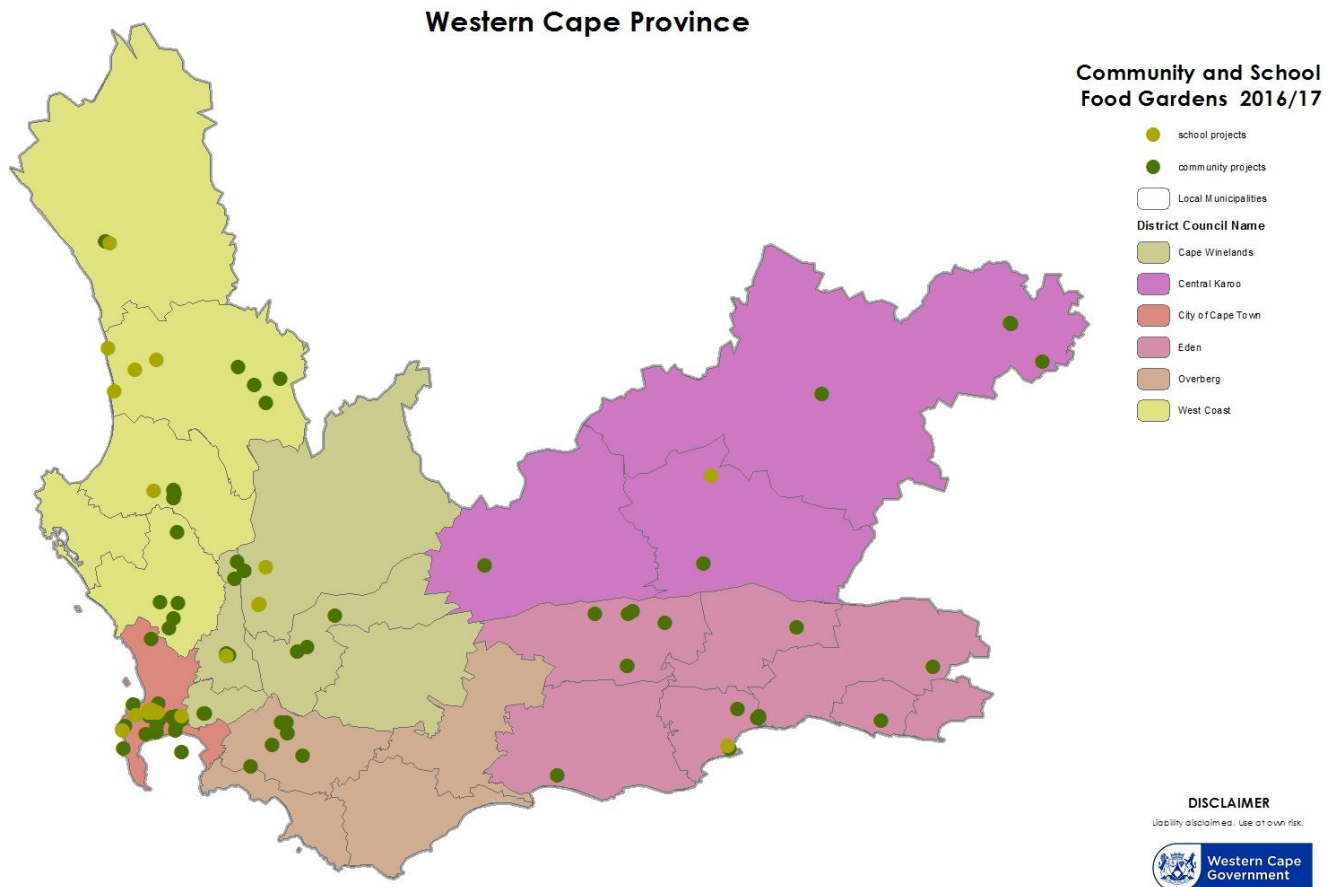 Western Cape Province
Community and School
Food Gardens 2016/17
school projects
community projects
Local Municipalities
District Council Name
Cape Winelands
Central Karoo
City of Cape Town
Eden
Overberg
West Coast
DISCLAIMER
Liability disclaimed. Use at own risk.
Western Cape
Government